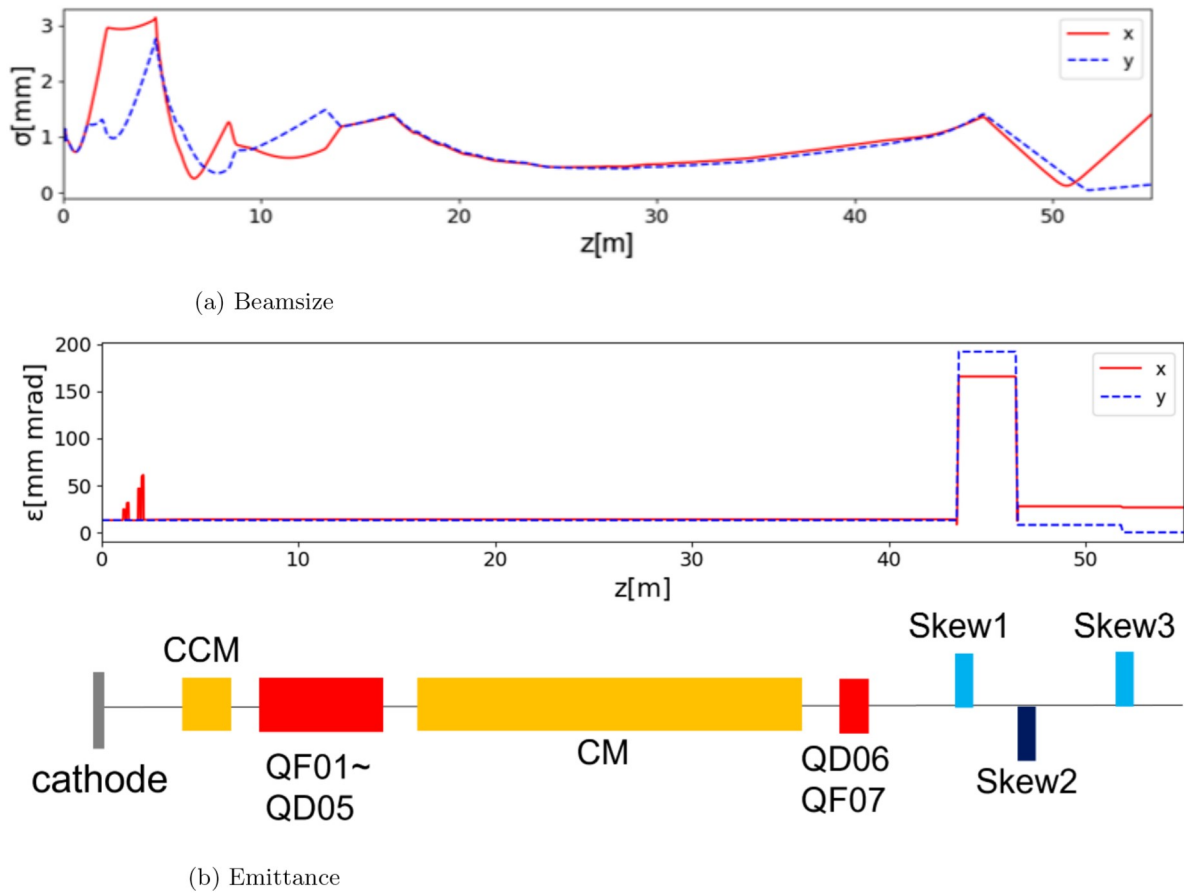 3
2
1
0
σ[mm]
x
y
0 10 20 30 40 50
z[m]
(a) Beamsize
200
150
100
50
0
ε[mm mrad]
x
y
0 10 20 30 40 50
z[m]
Skew1 Skew3
CCM
cathode
QF01~
QD05
CM
QD06
QF07
Skew2
(b) Emittance